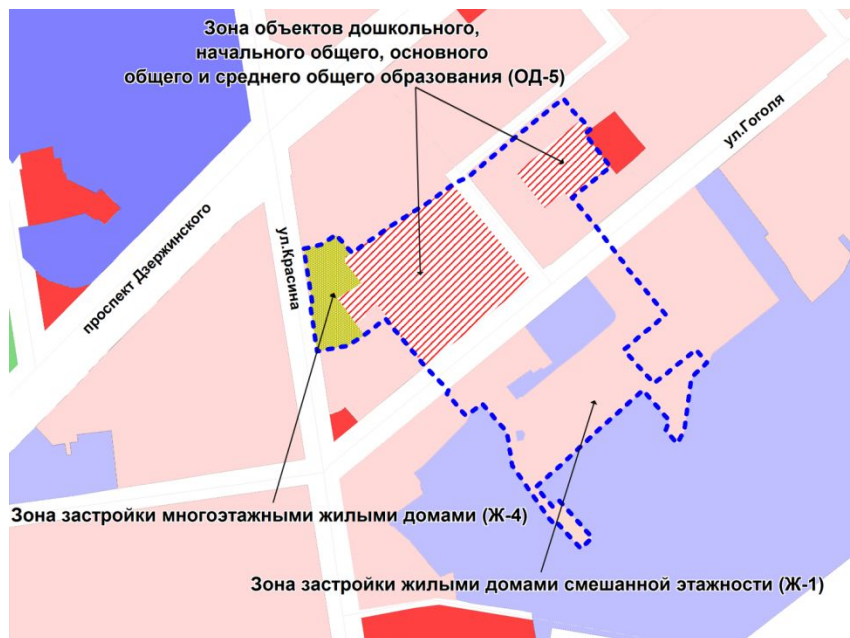 Зона объектов дошкольного,
начального общего, основного
общего и среднего общего образования (ОД-5)
ул.Гоголя
проспект Дзержинского
ул.Красина
Зона застройки многоэтажными жилыми домами (Ж-4)
Зона застройки жилыми домами смешанной этажности (Ж-1)